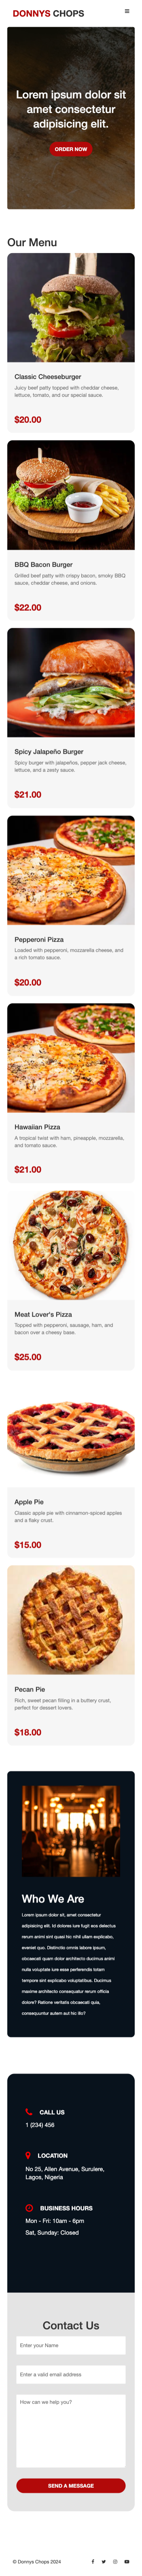 DONNYS CHOPS
Lorem ipsum dolor sit
amet consectetur
adipisicing elit.
ORDER NOW
Our Menu
Classic Cheeseburger
Juicy beef patty topped with cheddar cheese,
lettuce, tomato, and our special sauce.
$20.00
BBQ Bacon Burger
Grilled beef patty with crispy bacon, smoky BBQ
sauce, cheddar cheese, and onions.
$22.00
Spicy Jalapeño Burger
Spicy burger with jalapeños, pepper jack cheese,
lettuce, and a zesty sauce.
$21.00
Pepperoni Pizza
Loaded with pepperoni, mozzarella cheese, and
a rich tomato sauce.
$20.00
Hawaiian Pizza
A tropical twist with ham, pineapple, mozzarella,
and tomato sauce.
$21.00
Meat Lover's Pizza
Topped with pepperoni, sausage, ham, and
bacon over a cheesy base.
$25.00
Apple Pie
Classic apple pie with cinnamon-spiced apples
and a flaky crust.
$15.00
Pecan Pie
Rich, sweet pecan filling in a buttery crust,
perfect for dessert lovers.
$18.00
Who We Are
Lorem ipsum dolor sit, amet consectetur
adipisicing elit. Id dolores iure fugit eos delectus
rerum animi sint quasi hic nihil ullam explicabo,
eveniet quo. Distinctio omnis labore ipsum,
obcaecati quam dolor architecto ducimus animi
nulla voluptate iure esse perferendis totam
tempore sint explicabo voluptatibus. Ducimus
maxime architecto consequatur rerum officia
dolore? Ratione veritatis obcaecati quia,
consequuntur autem aut hic illo?
CALL US
1 (234) 456
LOCATION
No 25, Allen Avenue, Surulere,
Lagos, Nigeria
BUSINESS HOURS
Mon - Fri: 10am - 6pm
Sat, Sunday: Closed
Contact Us
Enter your Name
Enter a valid email address
How can we help you?
SEND A MESSAGE
© Donnys Chops 2024